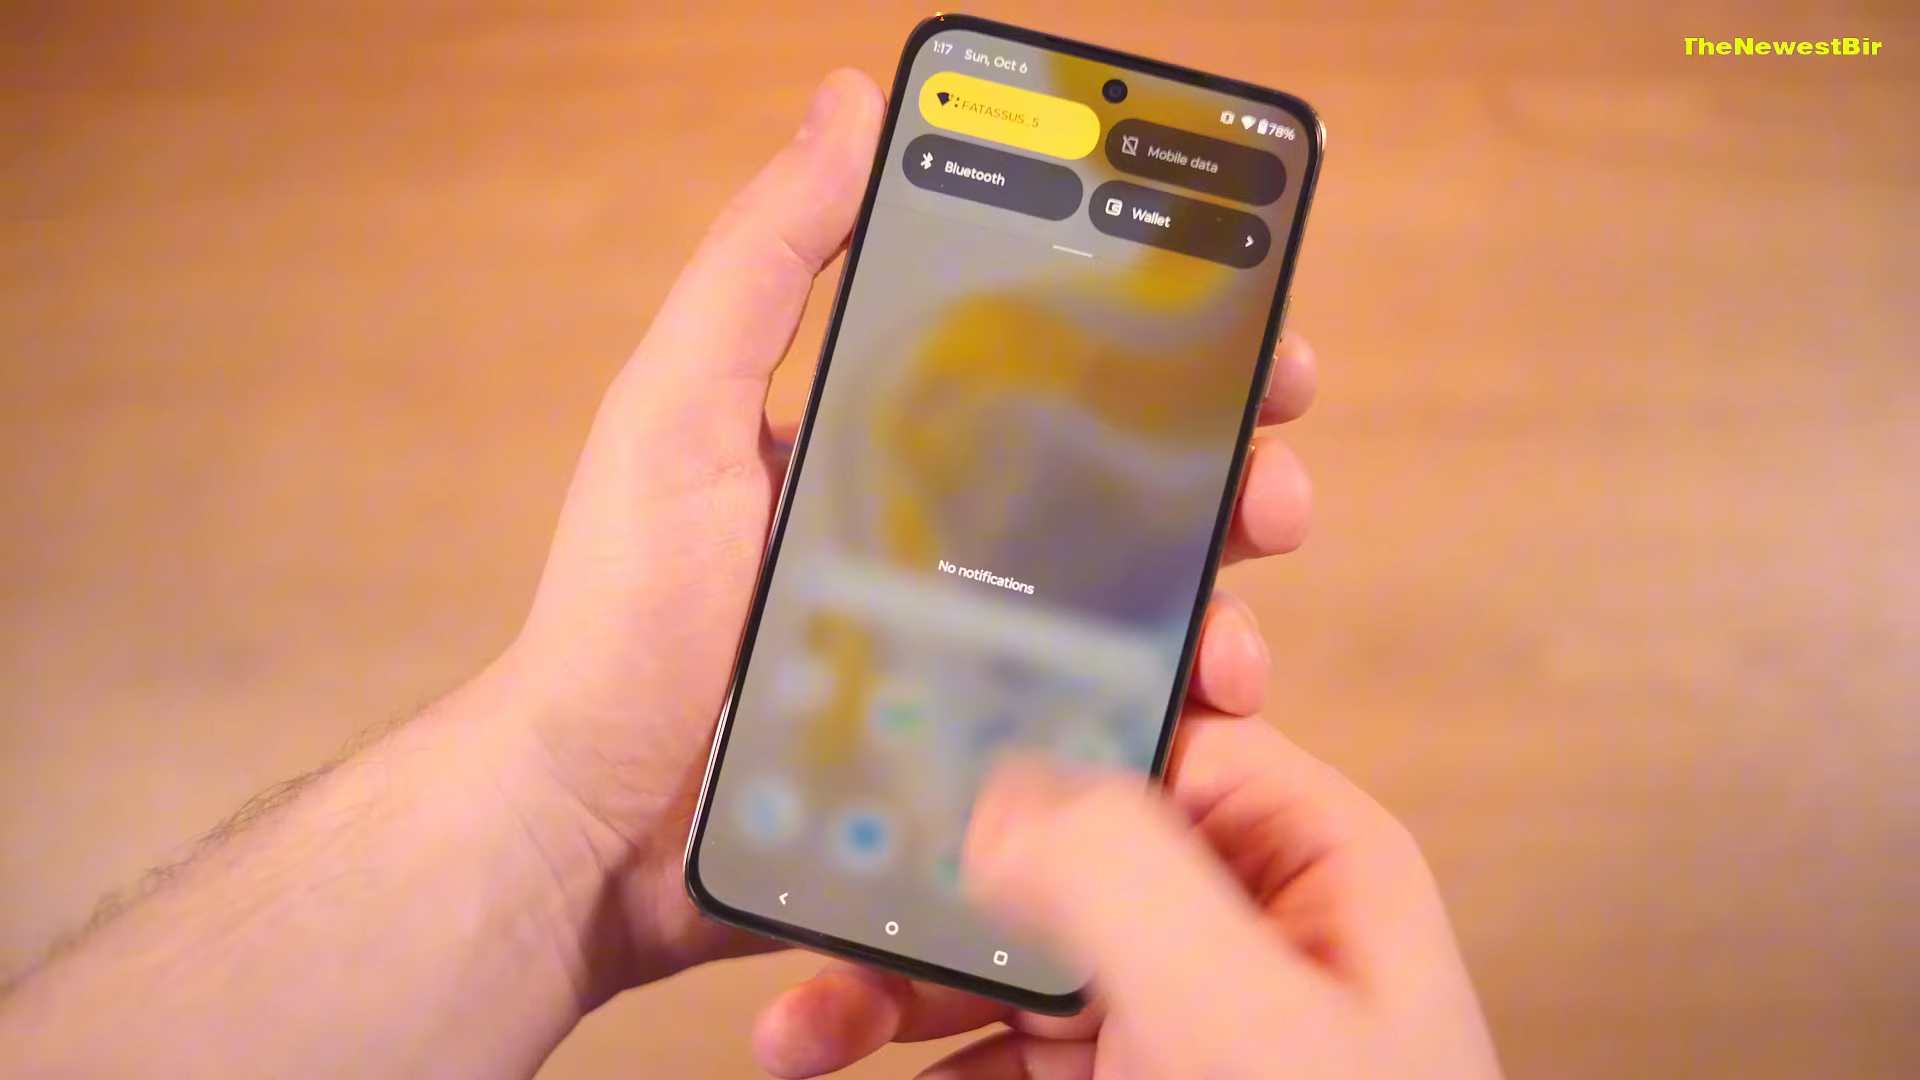 TheNewestBir
1:17 Sun, Oct 6
78%
FATASSUS_5
Mobile data
Bluetooth
Wallet
No notifications